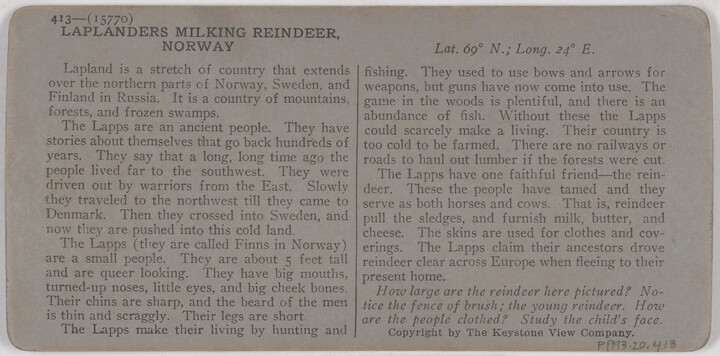 413—(15770)
LAPLANDERS MILKING REINDEER,
NORWAY
Lapland is a stretch of country that extends
over the northern parts of Norway, Sweden, and
Finland in Russia. It is a country of mountains,
forests, and frozen swamps.
The Lapps are an ancient people. They have
stories about themselves that go back hundreds of
years. They say that a long, long time ago the
people lived far to the southwest. They were
driven out by warriors from the East. Slowly
they traveled to the northwest till they came to
Denmark. Then they crossed into Sweden, and
now they are pushed into this cold land.
The Lapps (they are called Finns in Norway)
are a small people. They are about 5 feet tall
and are queer looking. They have big mouths,
turned-up noses, little eyes, and big cheek bones.
Their chins are sharp, and the beard of the men
is thin and scraggly. Their legs are short
The Lapps make their living by hunting and
Lat. 69° N.; Long. 24° E.
fishing. They used to use bows and arrows for
weapons, but guns have now come into use. The
game in the woods is plentiful, and there is an
abundance of fish. Without these the Lapps
could scarcely make a living. Their country is
too cold to be farmed. There are no railways or
roads to haul out lumber if the forests were cut.
The Lapps have one faithful friend—the rein-
deer. These the people have tamed and they
serve as both horses and cows. That is, reindeer
pull the sledges, and furnish milk, butter, and
cheese. The skins are used for clothes and cov-
erings. The Lapps claim their ancestors drove
reindeer clear across Europe when fleeing to their
present home.
How large are the reindeer here pictured? No-
tice the fence of brush; the young reindeer. How
are the people clothed? Study the child's face.
Copyright by The Keystone View Company.
PP1993.20.413